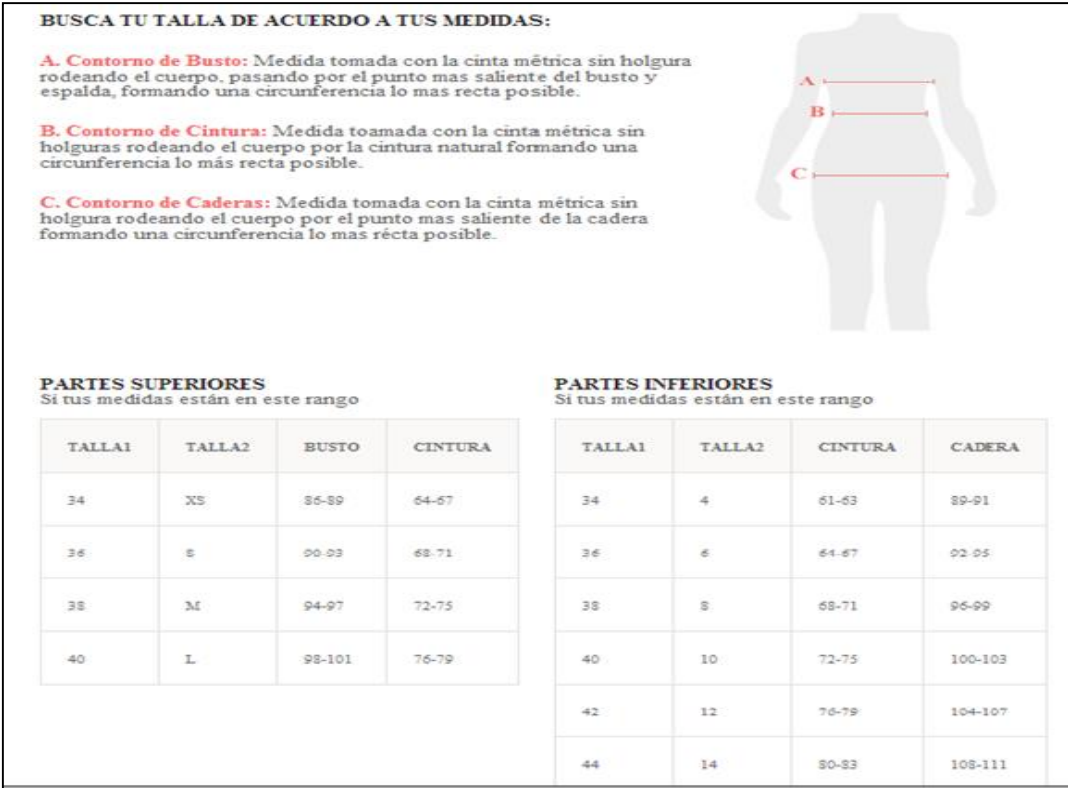 BUSCA TU TALLA DE ACUERDO A TUS MEDIDAS:
A. Contorno de Busto: Medida tomada con la cinta métrica sin holgura
rodeando el cuerpo. pasando por el punto mas saliente del busto y
espalda, formando una circunferencia lo mas recta posible.
B. Contorno de Cintura: Medida toamada con la cinta métrica sin
holguras rodeando el cuerpo por la cintura natural formando una
circunferencia lo más recta posible.
C. Contorno de Caderas: Medida tomada con la cinta métrica sin
holgura rodeando el cuerpo por el punto mas saliente de la cadera
formando una circunferencia lo mas récta posible.
A
B
C
PARTES SUPERIORES
Si tus medidas están en este rango
TALLA1 TALLA2 BUSTO CINTURA
34 XS 86-89 64-67
36 S 90-93 68-71
38 M 94-97 72-75
40 L 98-101 76-79
PARTES INFERIORES
Si tus medidas están en este rango
TALLA1 TALLA2 CINTURA CADERA
34 4 61-63 89-91
36 6 64-67 92-95
38 8 68-71 96-99
40 10 72-75 100-103
42 12 76-79 104-107
44 14 80-83 108-111